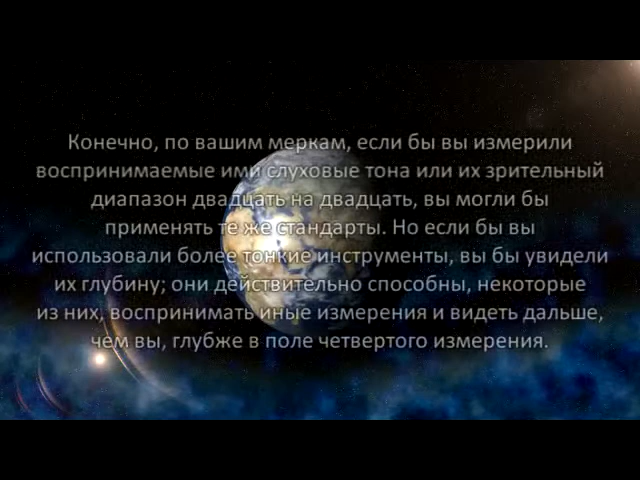 Конечно, по вашим меркам, если бы вы измерили
воспринимаемые ими слуховые тона или их зрительный
диапазон двадцать на двадцать, вы могли бы
применять те же стандарты. Но если бы вы
использовали более тонкие инструменты, вы бы увидели
их глубину; они действительно способны, некоторые
из них, воспринимать иные измерения и видеть дальше,
чем вы, глубже в поле четвертого измерения.